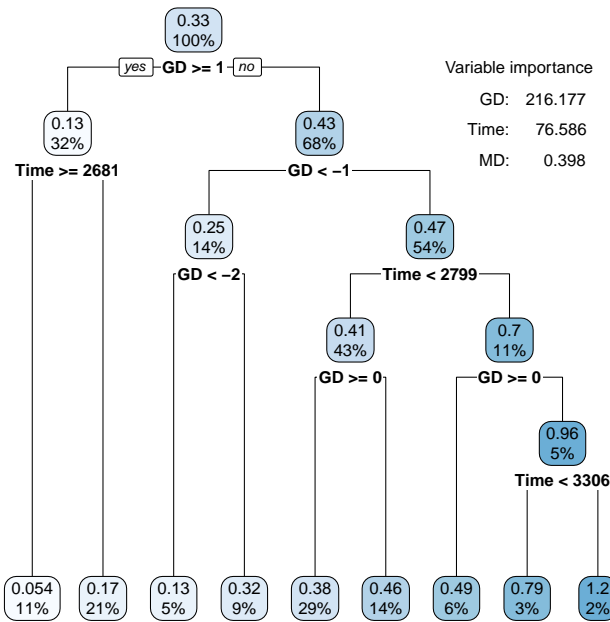 0.33
100%
yes GD >= 1 no
Variable importance
GD: 216.177
Time: 76.586
MD: 0.398
0.13
32%
Time >= 2681
0.43
68%
GD < −1
0.25
14%
GD < −2
0.47
54%
Time < 2799
0.41
43%
GD >= 0
0.7
11%
GD >= 0
0.96
5%
Time < 3306
0.054
11%
0.17
21%
0.13
5%
0.32
9%
0.38
29%
0.46
14%
0.49
6%
0.79
3%
1.2
2%